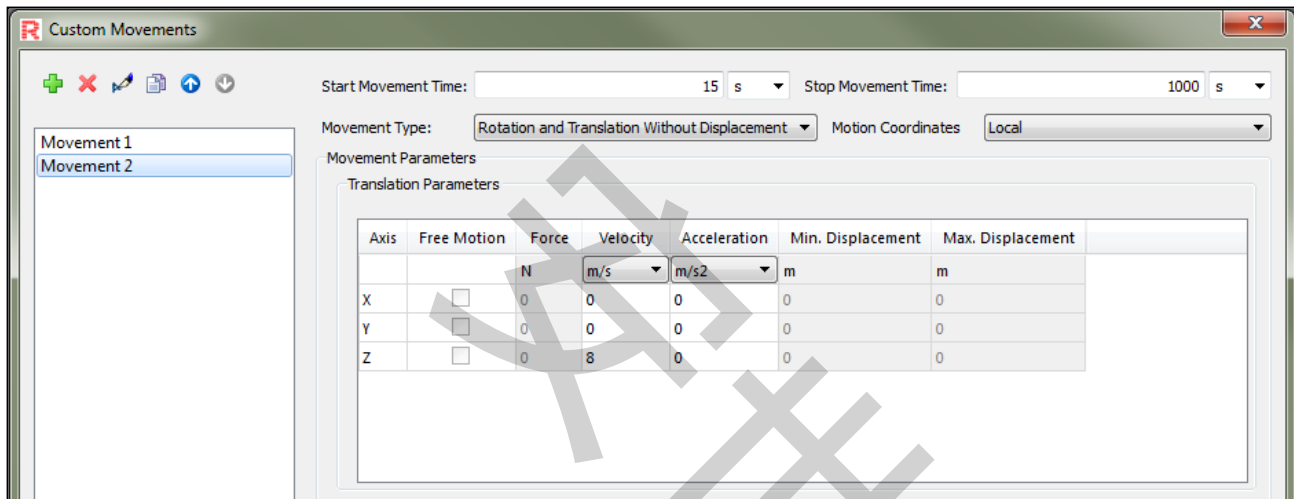 Custom Movements
Start Movement Time: 15 s Stop Movement Time: 1000 s
Movement Type: Rotation and Translation Without Displacement Motion Coordinates Local
Movement 1
Movement 2
Movement Parameters
Translation Parameters
Axis Free Motion Force Velocity Acceleration Min. Displacement Max. Displacement
N m/s m/s2 m m
X 0 0 0 0 0
Y 0 0 0 0 0
Z 0 8 0 0 0